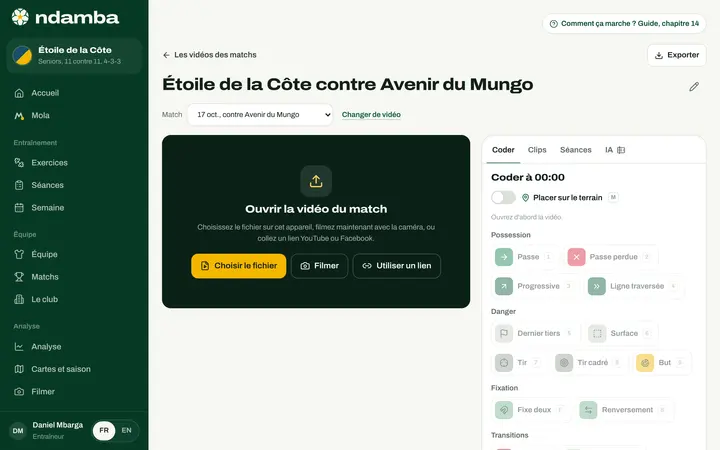 ndamba
Étoile de la Côte
Seniors, 11 contre 11, 4-3-3
Accueil
Mola
Entraînement
Exercices
Séances
Semaine
Équipe
Équipe
Matchs
Le club
Analyse
Analyse
Cartes et saison
Filmer
DM
Daniel Mbarga
Entraîneur
FR EN
Comment ça marche ? Guide, chapitre 14
Les vidéos des matchs
Exporter
Étoile de la Côte contre Avenir du Mungo
Match 17 oct., contre Avenir du Mungo Changer de vidéo
Ouvrir la vidéo du match
Choisissez le fichier sur cet appareil, filmez maintenant avec la caméra, ou
collez un lien YouTube ou Facebook.
Choisir le fichier Filmer Utiliser un lien
Coder Clips Séances IA
Coder à 00:00
Placer sur le terrain M
Ouvrez d'abord la vidéo.
Possession
Passe 1 Passe perdue 2
Progressive 3 Ligne traversée 4
Danger
Dernier tiers 5 Surface 6
Tir 7 Tir cadré 8 But 9
Fixation
Fixe deux Renversement
Transitions